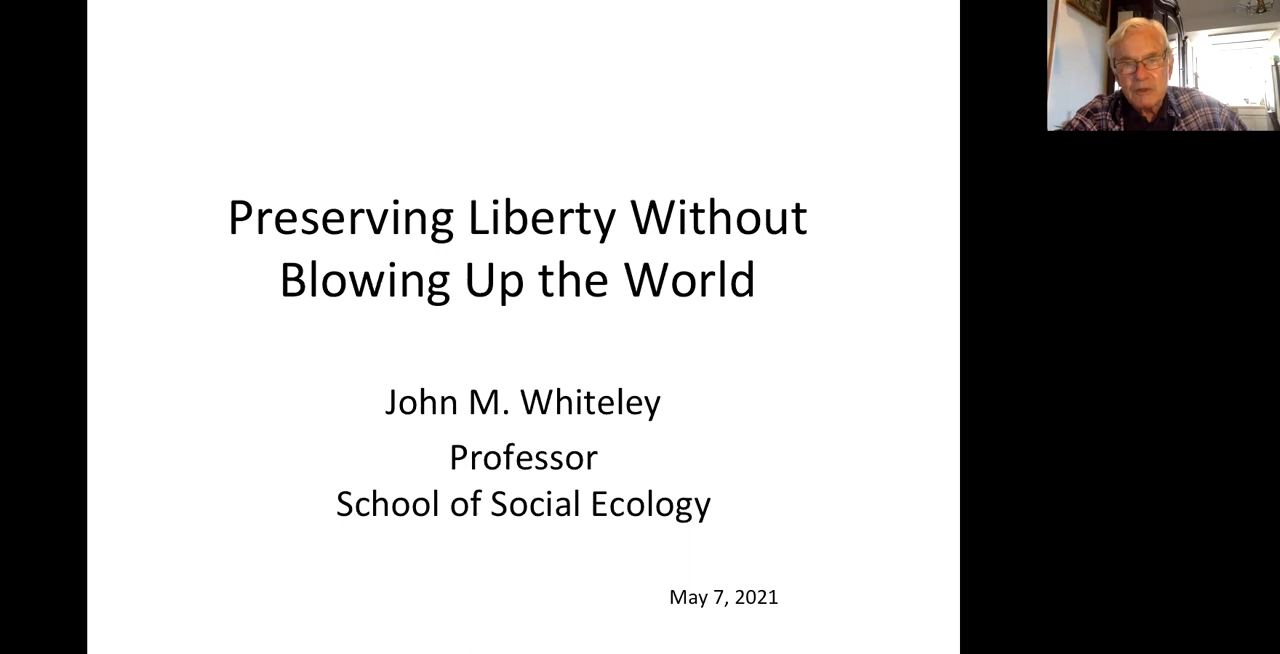 Preserving Liberty Without
Blowing Up the World
John M. Whiteley
Professor
School of Social Ecology
May 7, 2021